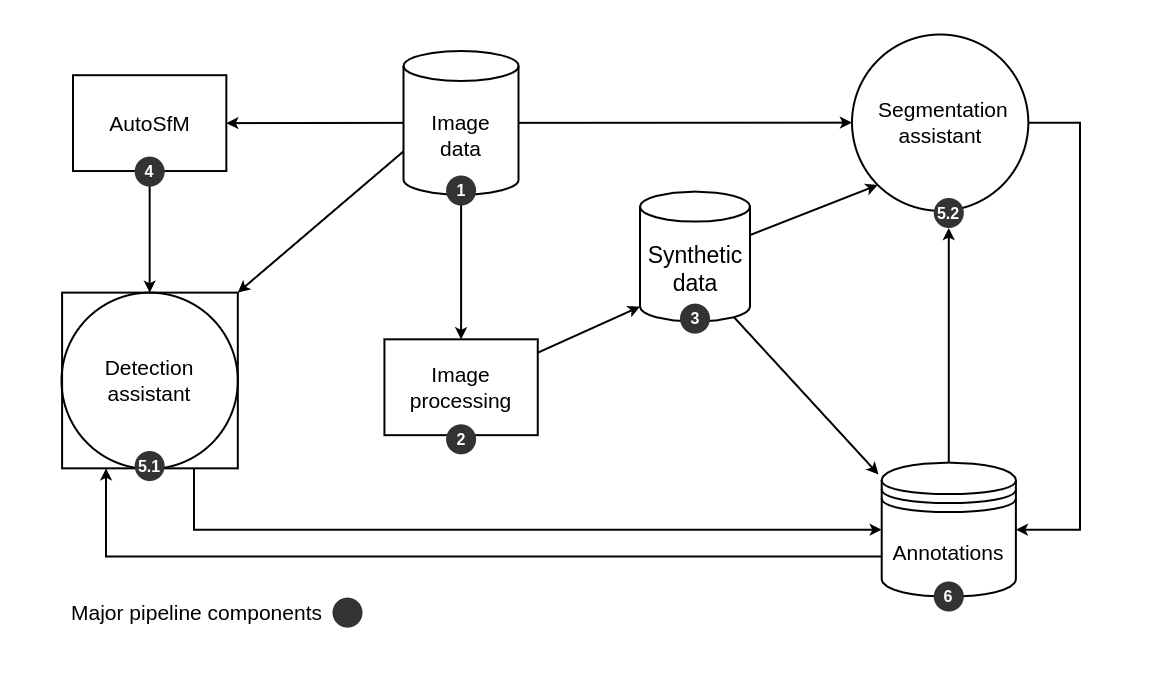 AutoSfM
4
Image
data
1
Segmentation
assistant
5.2
Synthetic
data
3
Detection
assistant
5.1
Image
processing
2
Annotations
6
Major pipeline components